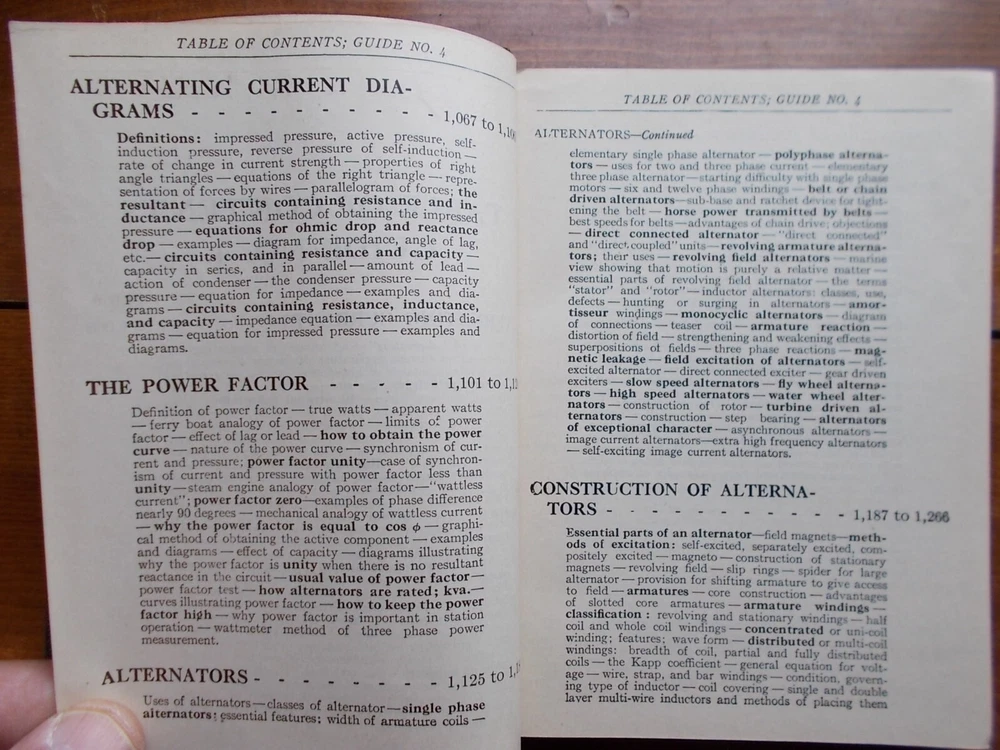 TABLE OF CONTENTS; GUIDE NO. 4
ALTERNATING CURRENT DIA-
GRAMS - - - - - - - - - 1,067 to
Definitions: impressed pressure, active pressure, self-
induction pressure, reverse pressure of self-induction —
rate of change in current strength — properties of right
angle triangles — equations of the right triangle — repre-
sentation of forces by wires — parallelogram of forces; the
resultant — circuits containing resistance and in-
ductance — graphical method of obtaining the impressed
pressure — equations for ohmic drop and reactance
drop — examples — diagram for impedance, angle of lag,
etc.— circuits containing resistance and capacity —
capacity in series, and in parallel — amount of lead —
action of condenser — the condenser pressure — capacity
pressure — equation for impedance — examples and dia-
grams — circuits containing resistance, inductance,
and capacity — impedance equation — examples and dia-
grams — equation for impressed pressure — examples and
diagrams.
THE POWER FACTOR - - - - - 1,101 to
Definition of power factor — true watts — apparent watts
— ferry boat analogy of power factor — limits of power
factor — effect of lag or lead — how to obtain the power
curve — nature of the power curve — synchronism of cur-
rent and pressure; power factor unity—case of synchron-
ism of current and pressure with power factor less than
unity—steam engine analogy of power factor—"wattless
current"; power factor zero—examples of phase difference
nearly 90 degrees — mechanical analogy of wattless current
— why the power factor is equal to cos φ — graphi-
cal method of obtaining the active component — examples
and diagrams — effect of capacity — diagrams illustrating
why the power factor is unity when there is no resultant
reactance in the circuit — usual value of power factor—
power factor test — how alternators are rated; kva.—
curves illustrating power factor — how to keep the power
factor high — why power factor is important in station
operation — wattmeter method of three phase power
measurement.
ALTERNATORS - - - - - - - 1,125 to
Uses of alternators—classes of alternator—single phase
alternators; essential features; width of armature coils —
TABLE OF CONTENTS; GUIDE NO. 4
ALTERNATORS—Continued
elementary single phase alternator — polyphase alterna-
tors — uses for two and three phase current — elementary
three phase alternator—starting difficulty with single phase
motors — six and twelve phase windings — belt or chain
driven alternators—sub-base and ratchet device for tight-
ening the belt — horse power transmitted by belts —
best speeds for belts—advantages of chain drive; objections
— direct connected alternator — "direct connected"
and "direct coupled" units — revolving armature alterna-
tors; their uses — revolving field alternators — marine
view showing that motion is purely a relative matter —
essential parts of revolving field alternator — the terms
"stator" and "rotor"— inductor alternators: classes, use,
defects — hunting or surging in alternators — amor-
tisseur windings — monocyclic alternators — diagram
of connections — teaser coil — armature reaction —
distortion of field — strengthening and weakening effects —
superpositions of fields — three phase reactions — mag-
netic leakage — field excitation of alternators — self-
excited alternator — direct connected exciter — gear driven
exciters — slow speed alternators — fly wheel alterna-
tors — high speed alternators — water wheel alter-
nators — construction of rotor — turbine driven al-
ternators — construction — step bearing — alternators
of exceptional character — asynchronous alternators —
image current alternators—extra high frequency alternators
— self-exciting image current alternators.
CONSTRUCTION OF ALTERNA-
TORS - - - - - - - - - - - 1,187 to 1,266
Essential parts of an alternator—field magnets—meth-
ods of excitation: self-excited, separately excited, com-
positely excited — magneto — construction of stationary
magnets — revolving field — slip rings — spider for large
alternator — provision for shifting armature to give access
to field — armatures — core construction — advantages
of slotted core armatures — armature windings —
classification : revolving and stationary windings — half
coil and whole coil windings — concentrated or uni-coil
winding; features; wave form — distributed or multi-coil
windings: breadth of coil, partial and fully distributed
coils — the Kapp coefficient — general equation for volt-
age — wire, strap, and bar windings — condition, govern-
ing type of inductor — coil covering — single and double
layer multi-wire inductors and methods of placing them